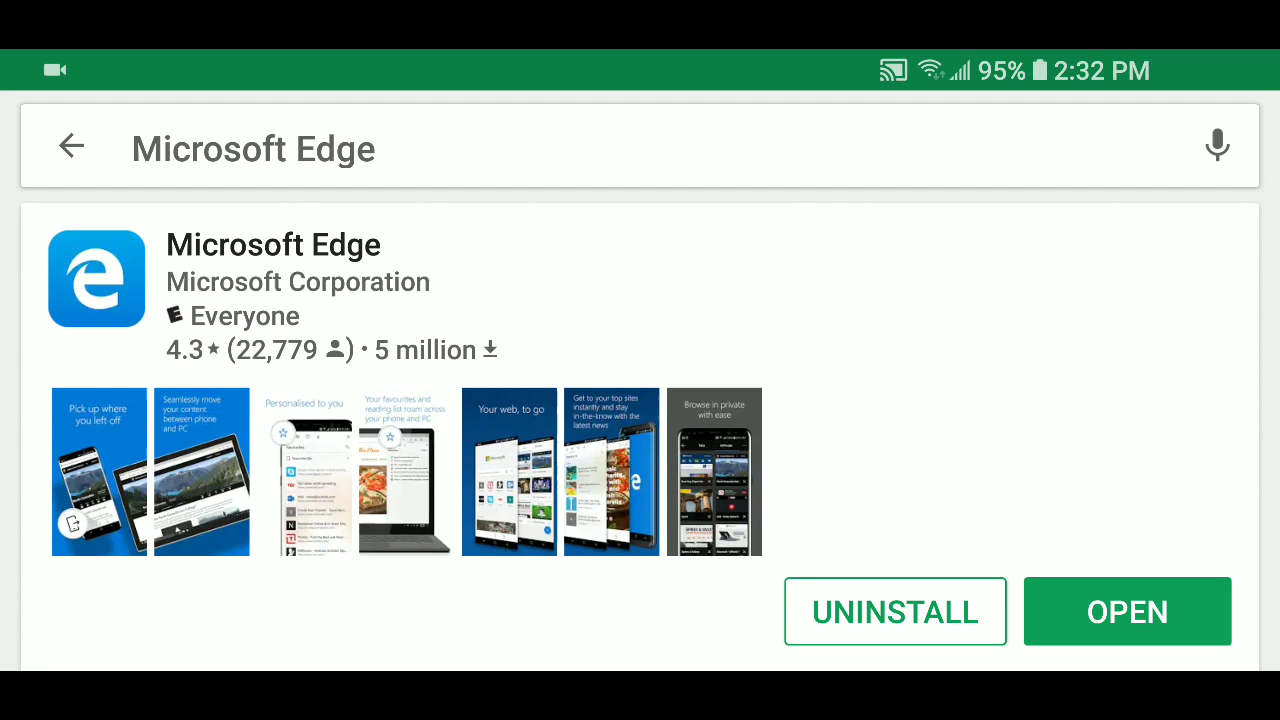 95% 2:32 PM
Microsoft Edge
Microsoft Edge
Microsoft Corporation
E Everyone
4.3 (22,779) • 5 million
Pick up where
you left off
Seamlessly move
your content
between phone
and PC
Personalised to you
Your favourites and
reading list roam across
your phone and PC
Your web, to go
Get to your top sites
instantly and stay
in-the-know with the
latest news
Browse in private
with ease
UNINSTALL
OPEN